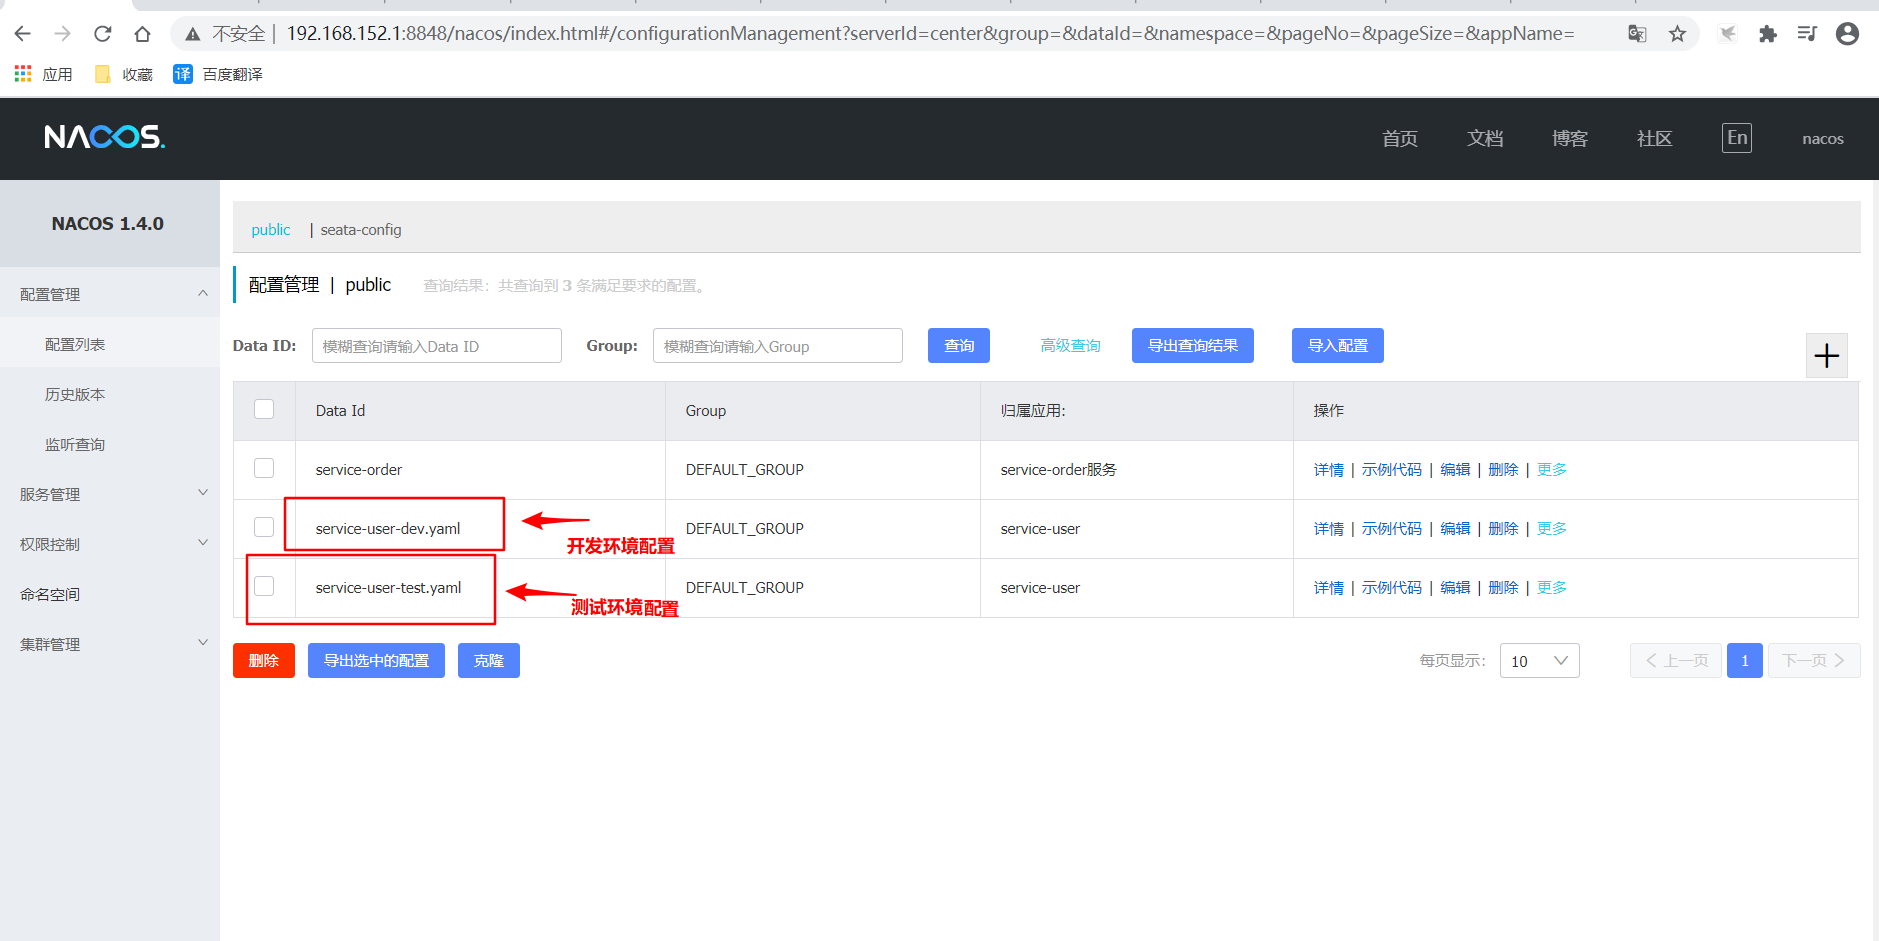 不安全 | 192.168.152.1:8848/nacos/index.html#/configurationManagement?serverId=center&group=&dataId=&namespace=&pageNo=&pageSize=&appName=
应用 收藏 译 百度翻译
NACOS. 首页 文档 博客 社区 En nacos
NACOS 1.4.0
配置管理
配置列表
历史版本
监听查询
服务管理
权限控制
命名空间
集群管理
public | seata-config
配置管理 | public 查询结果：共查询到 3 条满足要求的配置。
Data ID: 模糊查询请输入Data ID Group: 模糊查询请输入Group 查询 高级查询 导出查询结果 导入配置
Data Id Group 归属应用: 操作
service-order DEFAULT_GROUP service-order服务 详情 | 示例代码 | 编辑 | 删除 | 更多
service-user-dev.yaml DEFAULT_GROUP service-user 详情 | 示例代码 | 编辑 | 删除 | 更多
开发环境配置
service-user-test.yaml DEFAULT_GROUP service-user 详情 | 示例代码 | 编辑 | 删除 | 更多
测试环境配置
删除 导出选中的配置 克隆 每页显示: 10 上一页 1 下一页